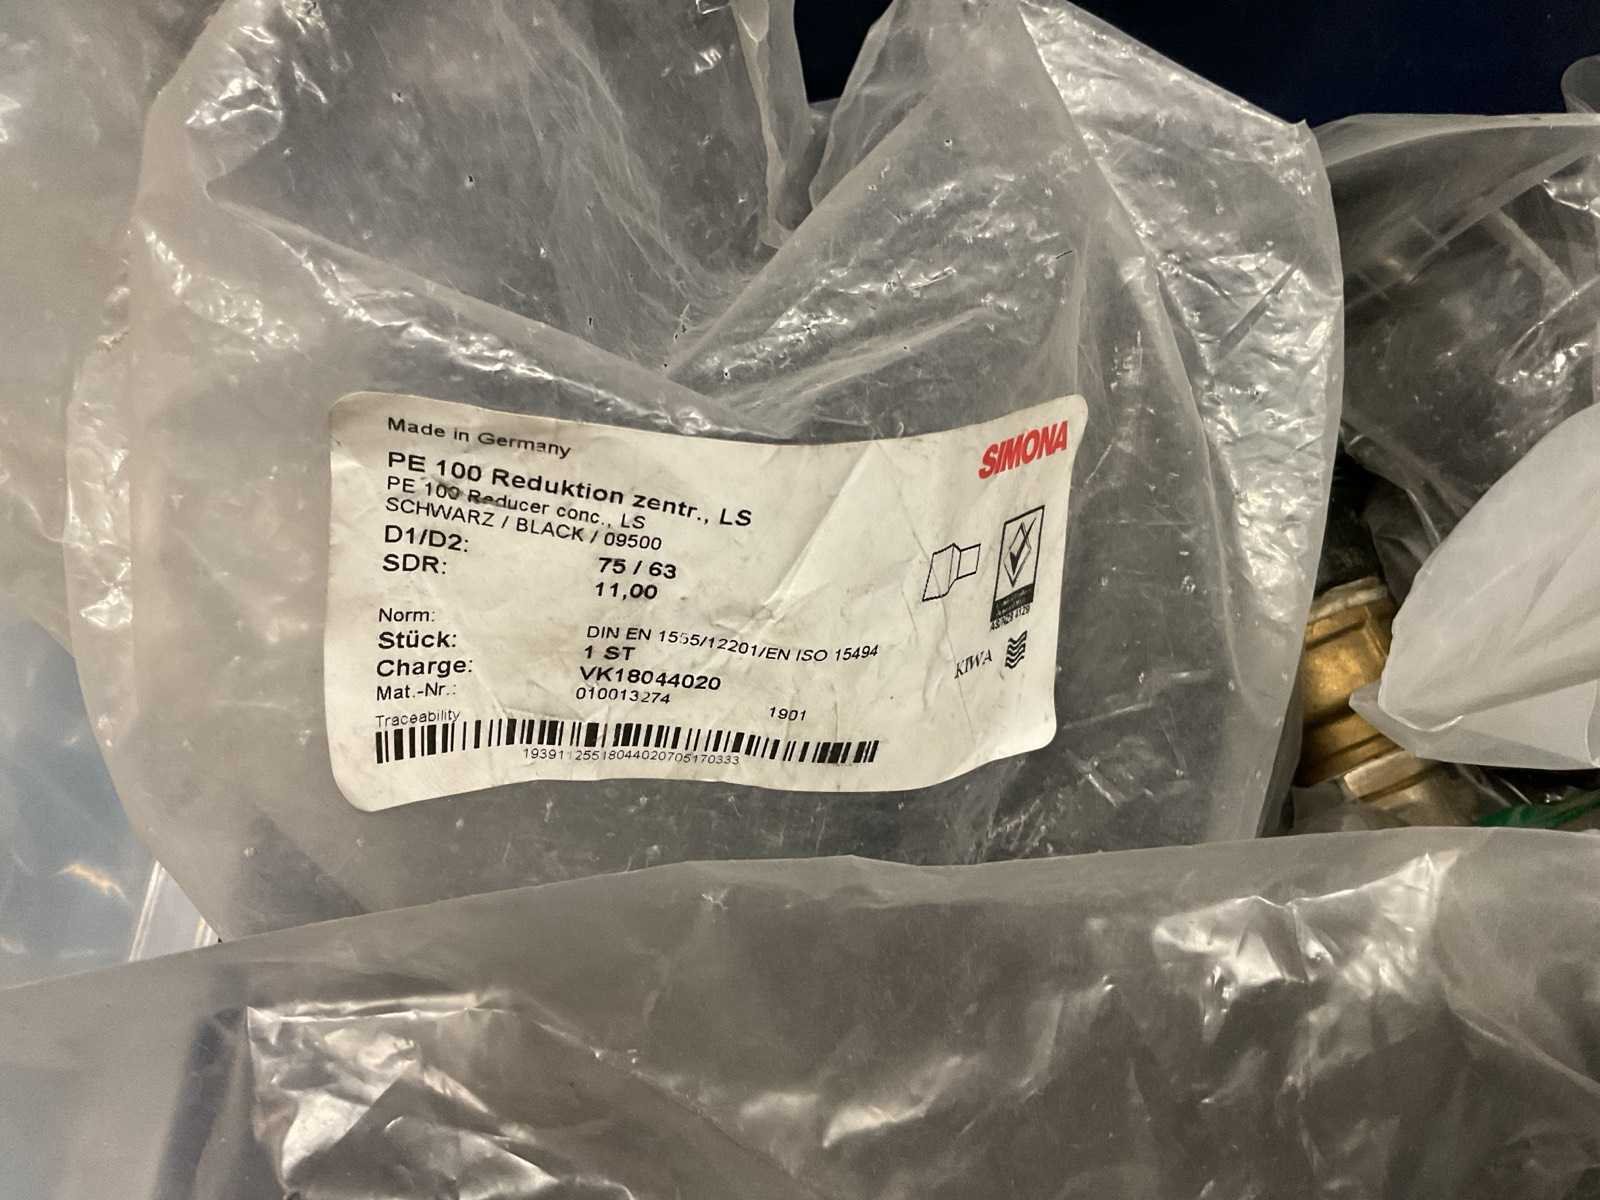 Made in Germany
SIMONA
PE 100 Reduktion zentr., LS
PE 100 Reducer conc., LS
SCHWARZ / BLACK / 09500
D1/D2: 75 / 63
SDR: 11,00
Norm: DIN EN 1555/12201/EN ISO 15494
Stück: 1 ST
Charge: VK18044020
Mat.-Nr.: 010013274
1901
Traceability
KIWA